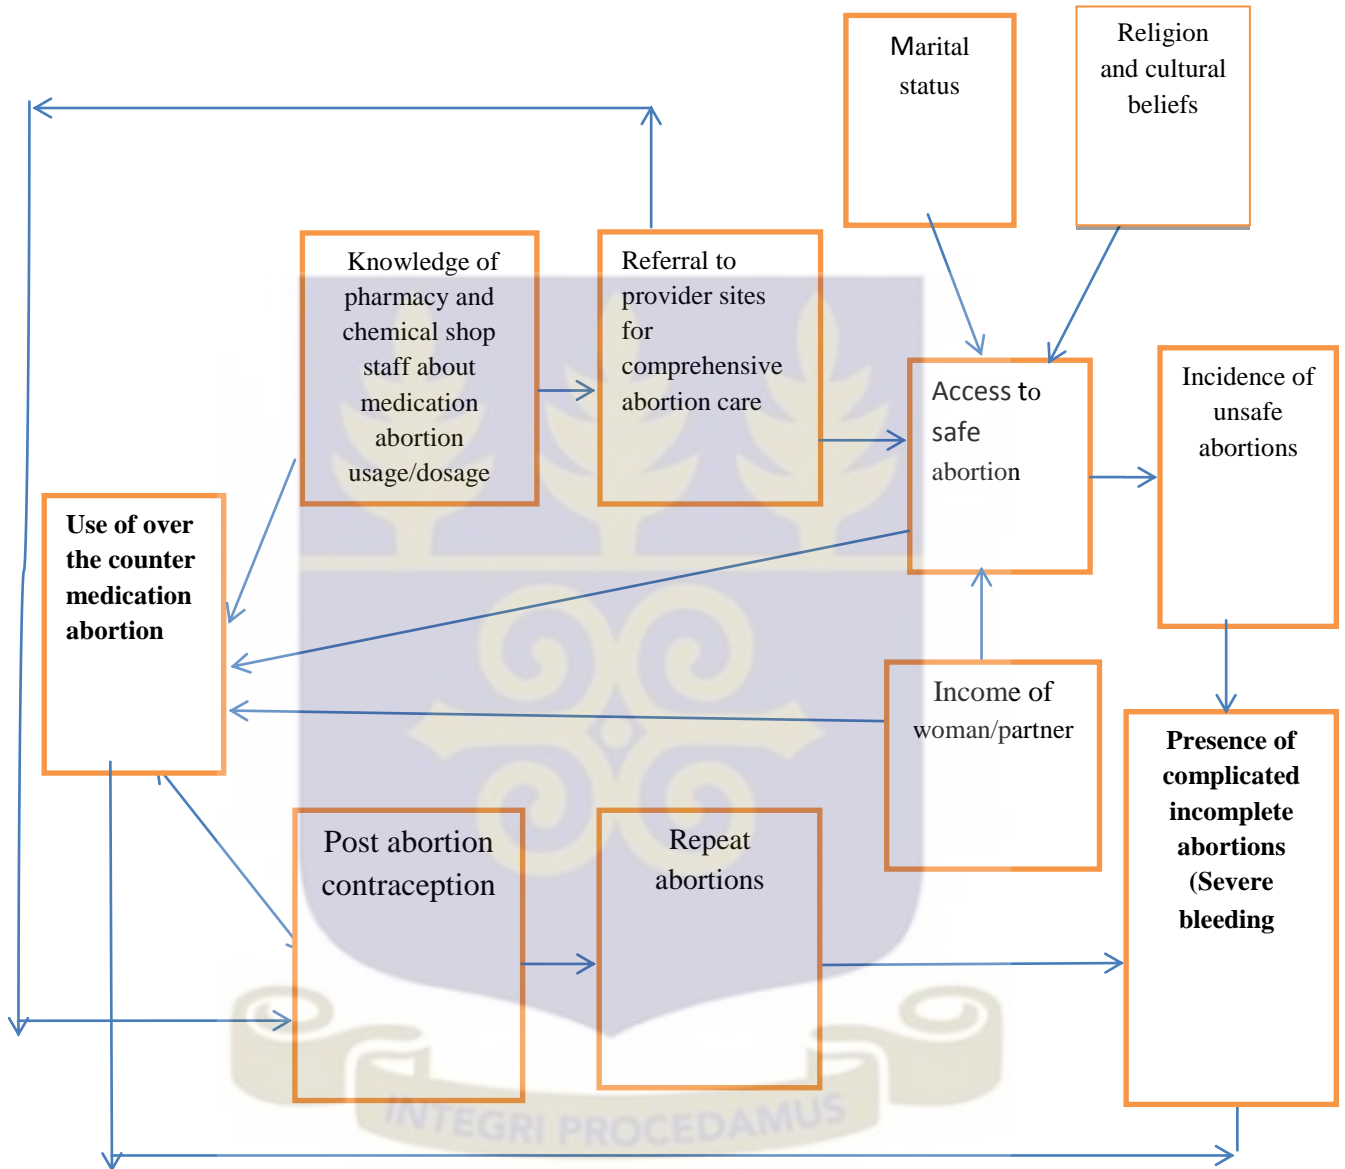 Marital
status
Religion
and cultural
beliefs
Knowledge of
pharmacy and
chemical shop
staff about
medication
abortion
usage/dosage
Referral to
provider sites
for
comprehensive
abortion care
Access to
safe
abortion
Incidence of
unsafe
abortions
Use of over
the counter
medication
abortion
Income of
woman/partner
Presence of
complicated
incomplete
abortions
(Severe
bleeding
Post abortion
contraception
Repeat
abortions
INTEGRI PROCEDAMUS